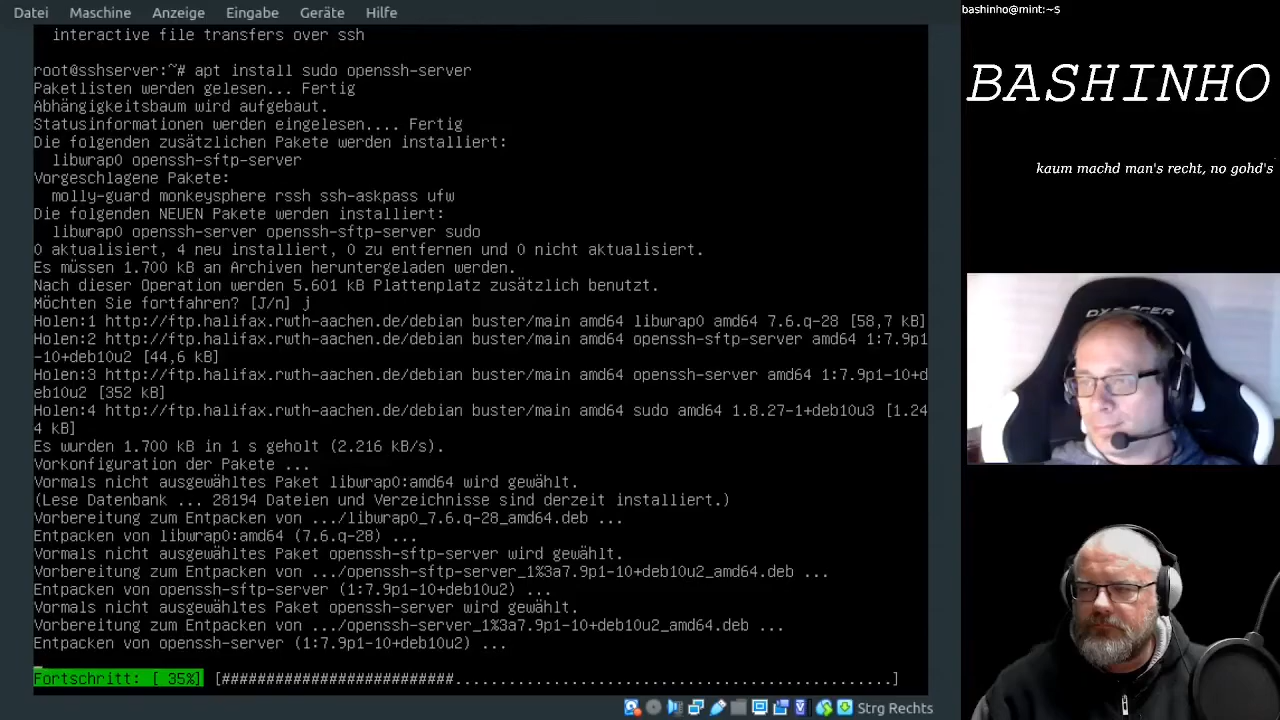 Datei Maschine Anzeige Eingabe Geräte Hilfe
interactive file transfers over ssh
root@sshserver:~# apt install sudo openssh-server
Paketlisten werden gelesen... Fertig
Abhängigkeitsbaum wird aufgebaut.
Statusinformationen werden eingelesen.... Fertig
Die folgenden zusätzlichen Pakete werden installiert:
libwrap0 openssh-sftp-server
Vorgeschlagene Pakete:
molly-guard monkeysphere rssh ssh-askpass ufw
Die folgenden NEUEN Pakete werden installiert:
libwrap0 openssh-server openssh-sftp-server sudo
0 aktualisiert, 4 neu installiert, 0 zu entfernen und 0 nicht aktualisiert.
Es müssen 1.700 kB an Archiven heruntergeladen werden.
Nach dieser Operation werden 5.601 kB Plattenplatz zusätzlich benutzt.
Möchten Sie fortfahren? [J/n] j
Holen:1 http://ftp.halifax.rwth-aachen.de/debian buster/main amd64 libwrap0 amd64 7.6.q-28 [58,7 kB]
Holen:2 http://ftp.halifax.rwth-aachen.de/debian buster/main amd64 openssh-sftp-server amd64 1:7.9p1
-10+deb10u2 [44,6 kB]
Holen:3 http://ftp.halifax.rwth-aachen.de/debian buster/main amd64 openssh-server amd64 1:7.9p1-10+d
eb10u2 [352 kB]
Holen:4 http://ftp.halifax.rwth-aachen.de/debian buster/main amd64 sudo amd64 1.8.27-1+deb10u3 [1.24
4 kB]
Es wurden 1.700 kB in 1 s geholt (2.216 kB/s).
Vorkonfiguration der Pakete ...
Vormals nicht ausgewähltes Paket libwrap0:amd64 wird gewählt.
(Lese Datenbank ... 28194 Dateien und Verzeichnisse sind derzeit installiert.)
Vorbereitung zum Entpacken von .../libwrap0_7.6.q-28_amd64.deb ...
Entpacken von libwrap0:amd64 (7.6.q-28) ...
Vormals nicht ausgewähltes Paket openssh-sftp-server wird gewählt.
Vorbereitung zum Entpacken von .../openssh-sftp-server_1%3a7.9p1-10+deb10u2_amd64.deb ...
Entpacken von openssh-sftp-server (1:7.9p1-10+deb10u2) ...
Vormals nicht ausgewähltes Paket openssh-server wird gewählt.
Vorbereitung zum Entpacken von .../openssh-server_1%3a7.9p1-10+deb10u2_amd64.deb ...
Entpacken von openssh-server (1:7.9p1-10+deb10u2) ...
Fortschritt: [ 35%] [##########################.................................................]
Strg Rechts
bashinho@mint:~$
BASHINHO
kaum machd man's recht, no gohd's